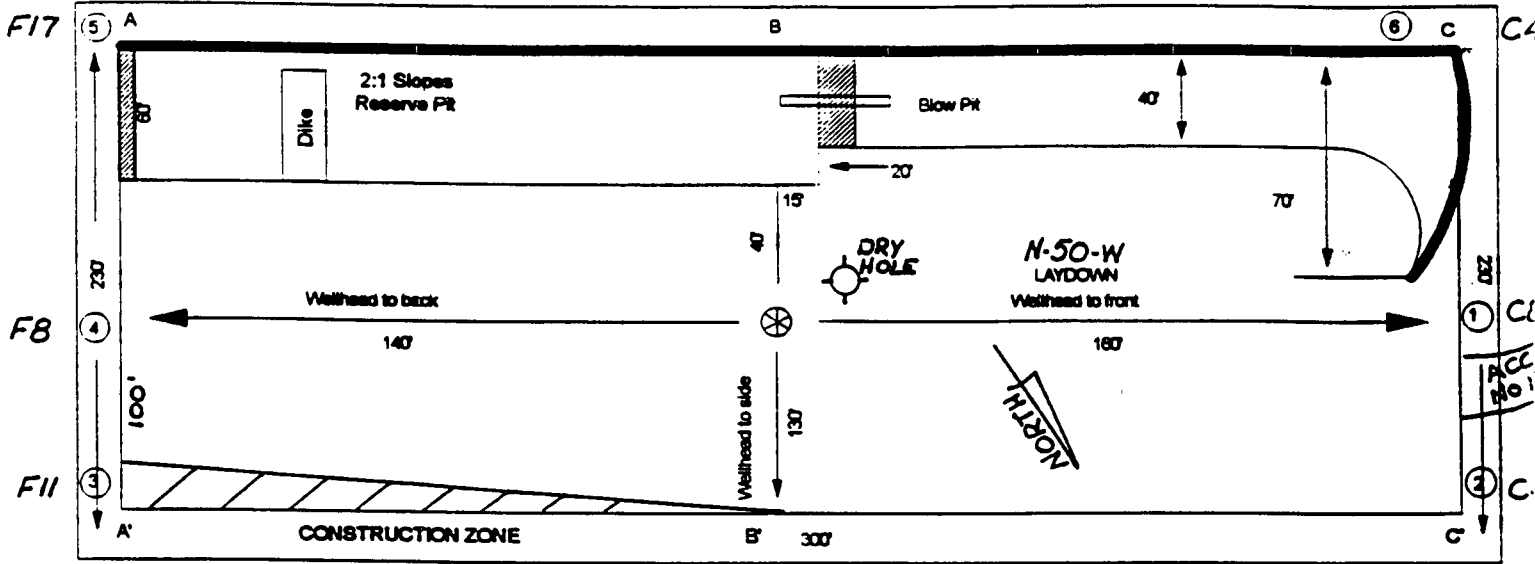 F17
5
A
B
6
C
2:1 Slopes
Reserve Pit
60'
Dike
Blow Pit
40'
20'
15'
70'
40'
DRY
HOLE
N-50-W
LAYDOWN
230'
230'
Wellhead to back
Wellhead to front
F8
4
140'
160'
1
100'
Wellhead to side
130'
NORTH
F11
3
2
A'
CONSTRUCTION ZONE
B'
300'
C'